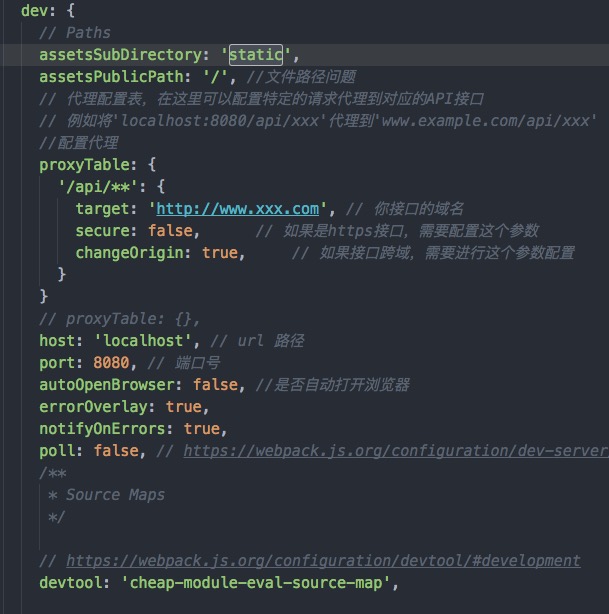 dev: {
// Paths
assetsSubDirectory: 'static',
assetsPublicPath: '/', //文件路径问题
// 代理配置表，在这里可以配置特定的请求代理到对应的API接口
// 例如将'localhost:8080/api/xxx'代理到'www.example.com/api/xxx'
//配置代理
proxyTable: {
'/api/**': {
target: 'http://www.xxx.com', // 你接口的域名
secure: false, // 如果是https接口，需要配置这个参数
changeOrigin: true, // 如果接口跨域，需要进行这个参数配置
}
}
// proxyTable: {},
host: 'localhost', // url 路径
port: 8080, // 端口号
autoOpenBrowser: false, //是否自动打开浏览器
errorOverlay: true,
notifyOnErrors: true,
poll: false, // https://webpack.js.org/configuration/dev-server
/**
* Source Maps
*/
// https://webpack.js.org/configuration/devtool/#development
devtool: 'cheap-module-eval-source-map',